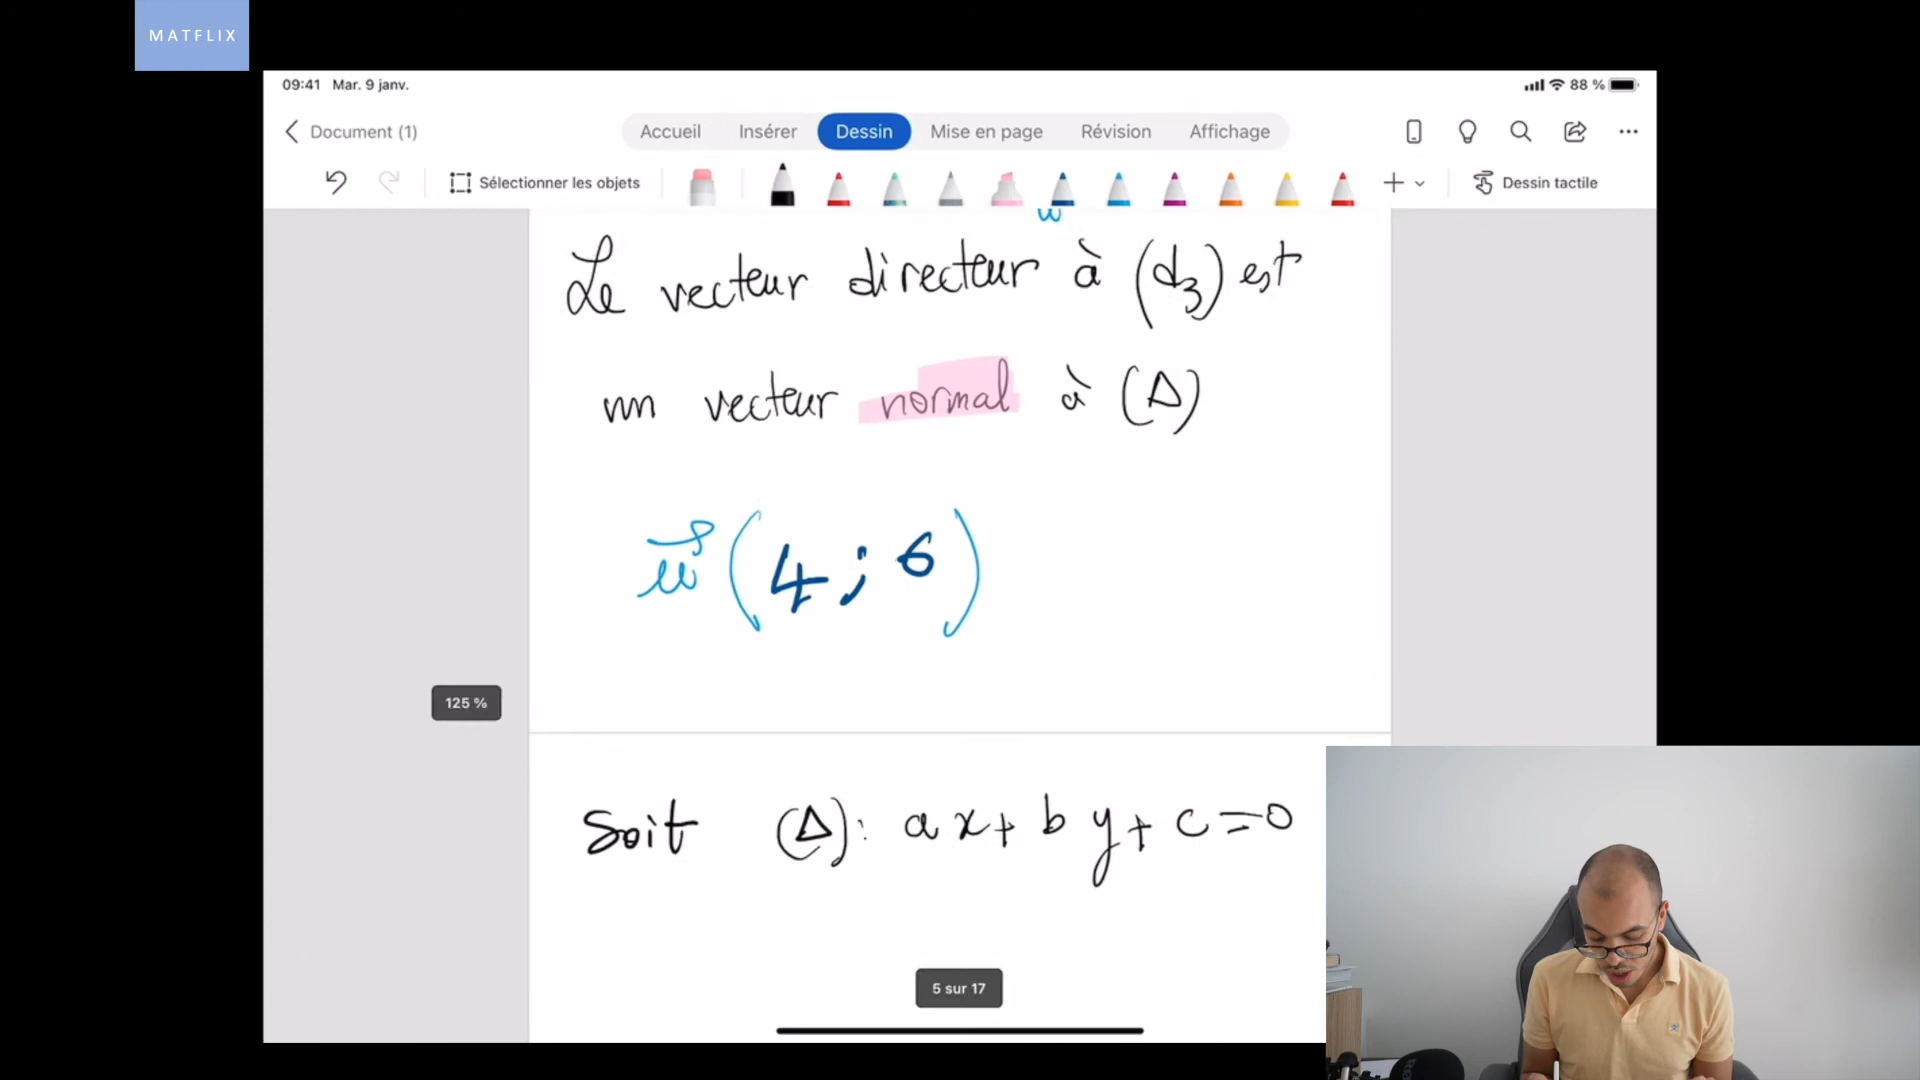 MATFLIX
09:41 Mar. 9 janv.
88 %
Document (1)
Accueil Insérer Dessin Mise en page Révision Affichage
Sélectionner les objets
Dessin tactile
Le vecteur directeur à (d3) est
un vecteur normal à (Δ)
u (4 ; 6)
125 %
Soit (Δ): ax + by + c = 0
5 sur 17